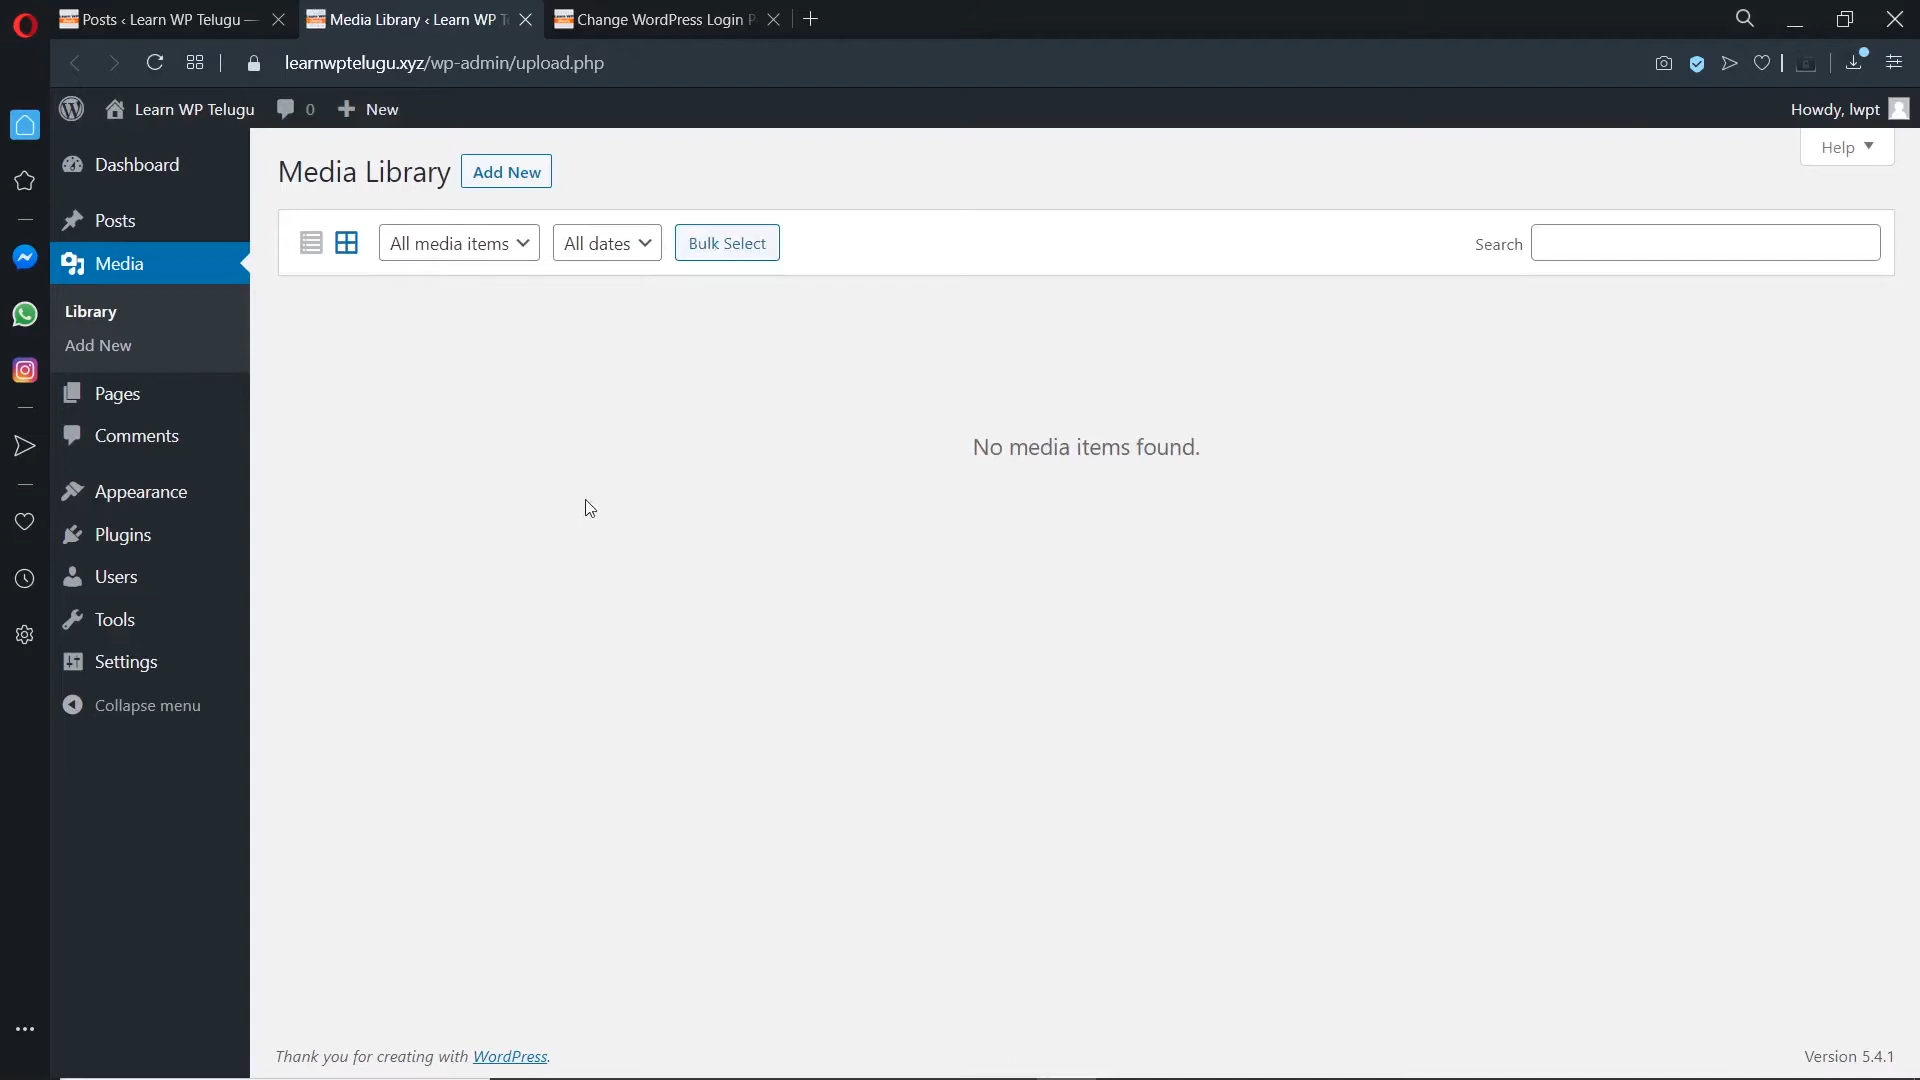 Posts ‹ Learn WP Telugu —
Media Library ‹ Learn WP T
Change WordPress Login P
learnwptelugu.xyz/wp-admin/upload.php
Learn WP Telugu
0
New
Howdy, lwpt
Help
Dashboard
Posts
Media
Library
Add New
Pages
Comments
Appearance
Plugins
Users
Tools
Settings
Collapse menu
Media Library
Add New
All media items
All dates
Bulk Select
Search
No media items found.
Thank you for creating with WordPress.
Version 5.4.1